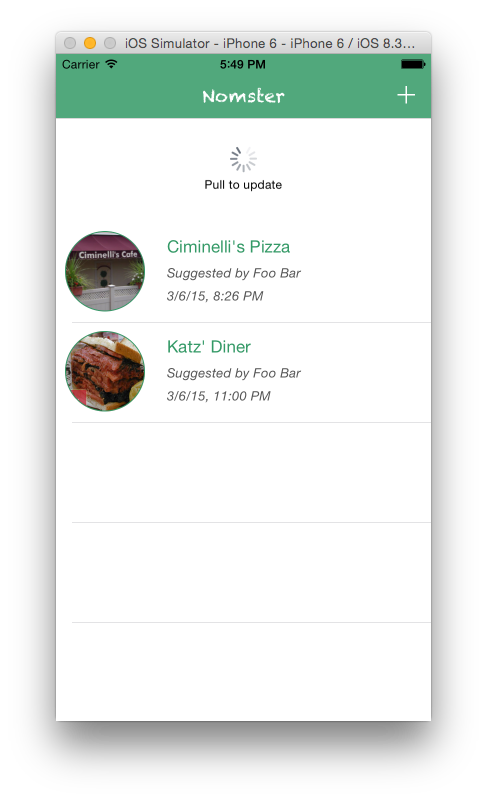 iOS Simulator - iPhone 6 - iPhone 6 / iOS 8.3...
Carrier 5:49 PM
Nomster
Pull to update
Ciminelli's Cafe
Ciminelli's Pizza
Suggested by Foo Bar
3/6/15, 8:26 PM
Katz' Diner
Suggested by Foo Bar
3/6/15, 11:00 PM